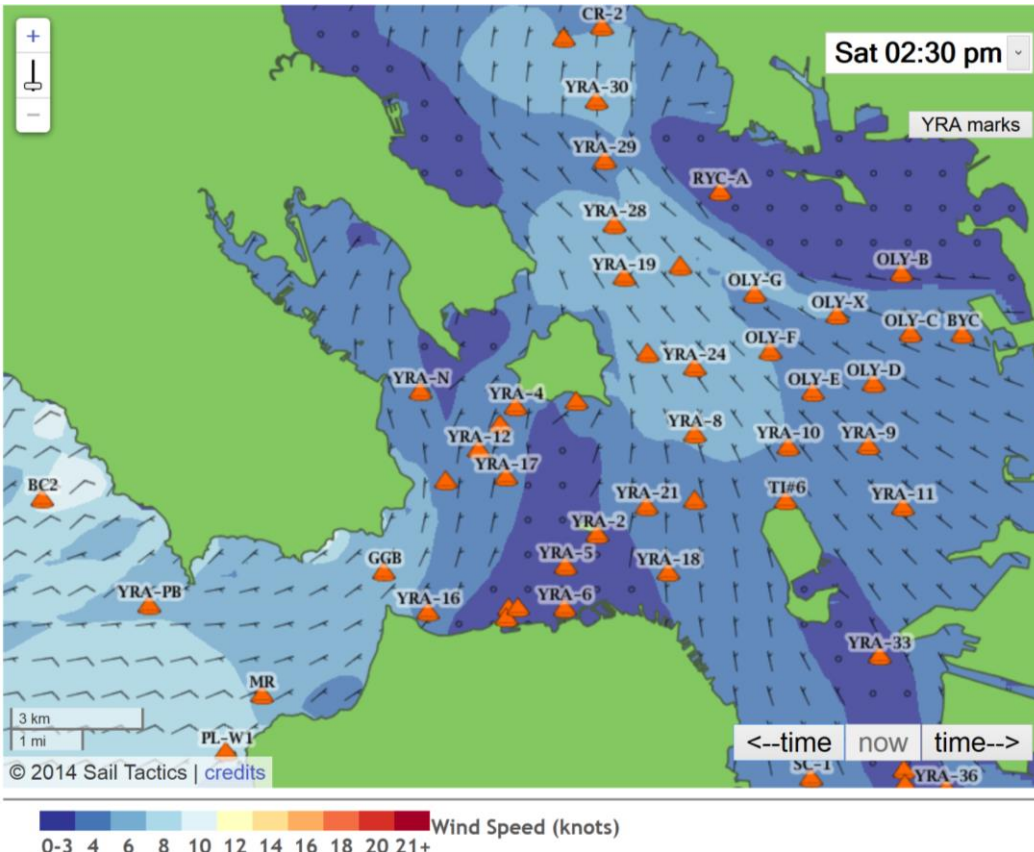 CR-2
+
Sat 02:30 pm
−
YRA-30
YRA marks
YRA-29
RYC-A
YRA-28
OLY-B
YRA-19
OLY-G
OLY-X
OLY-C BYC
OLY-F
YRA-24
OLY-D
YRA-N
OLY-E
YRA-4
YRA-8
YRA-12
YRA-10
YRA-9
YRA-17
BC2
TI#6
YRA-21
YRA-11
YRA-2
YRA-5
GGB
YRA-18
YRA-PB
YRA-16
YRA-6
YRA-33
MR
3 km
1 mi
PL-W1
<--time
now
time-->
© 2014 Sail Tactics | credits
SC-1
YRA-36
Wind Speed (knots)
0-3 4 6 8 10 12 14 16 18 20 21+